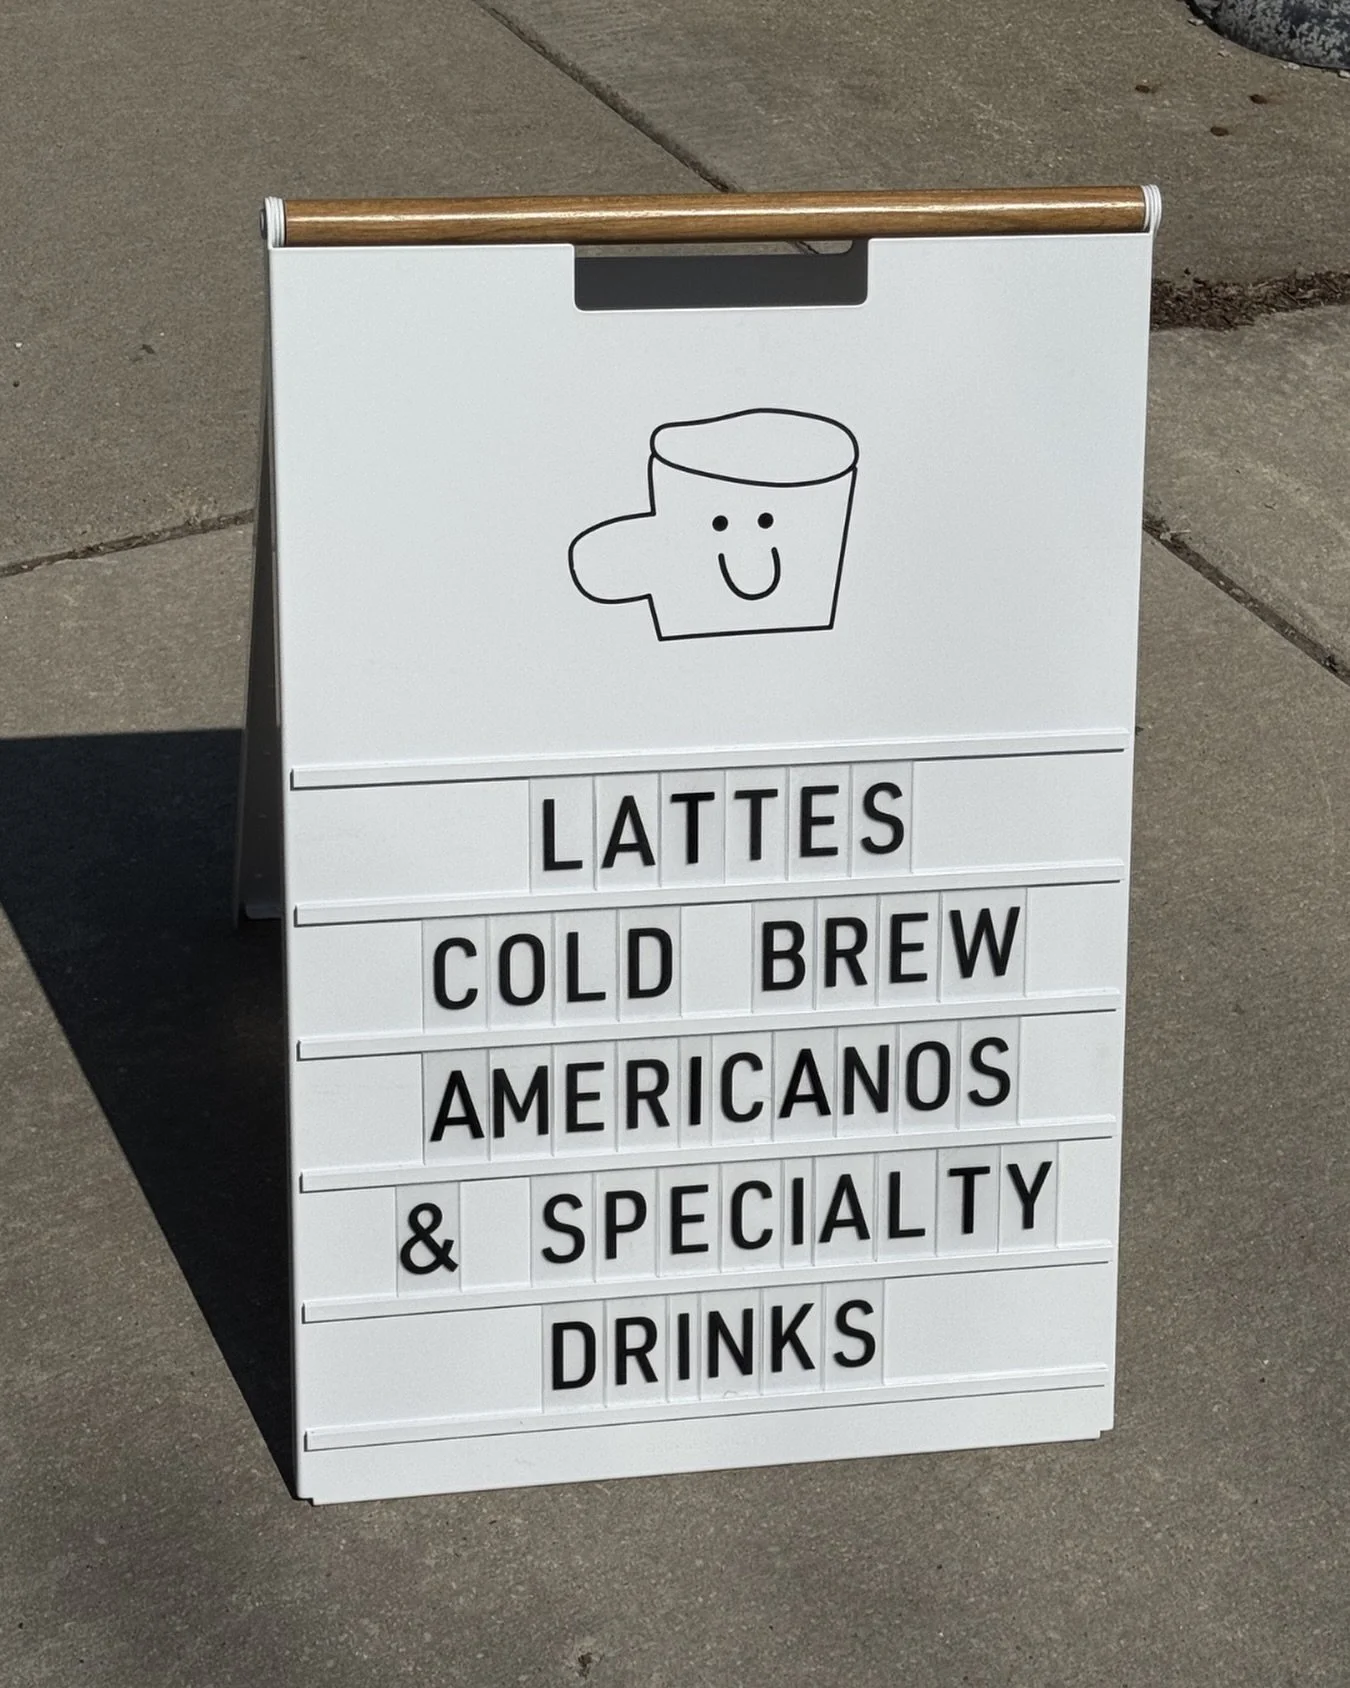 LATTES
COLD BREW
AMERICANOS
& SPECIALTY
DRINKS